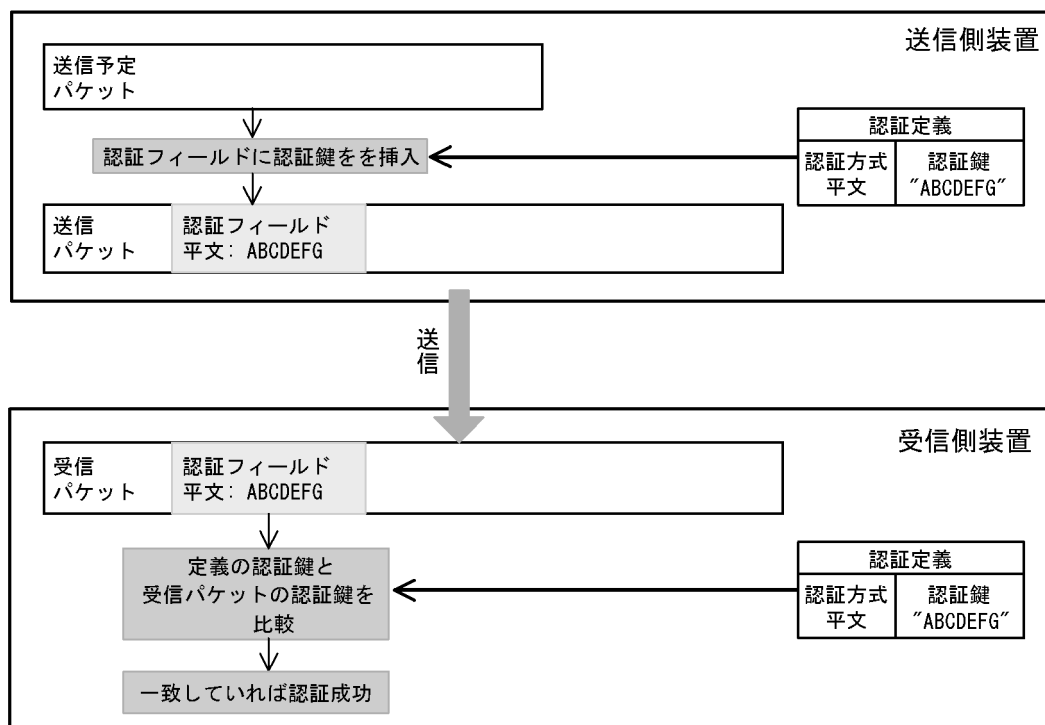 送信側装置
送信予定
パケット
認証フィールドに認証鍵をを挿入
認証定義
認証方式
平文
認証鍵
"ABCDEFG"
送信
パケット
認証フィールド
平文: ABCDEFG
送信
受信側装置
受信
パケット
認証フィールド
平文: ABCDEFG
定義の認証鍵と
受信パケットの認証鍵を
比較
認証定義
認証方式
平文
認証鍵
"ABCDEFG"
一致していれば認証成功